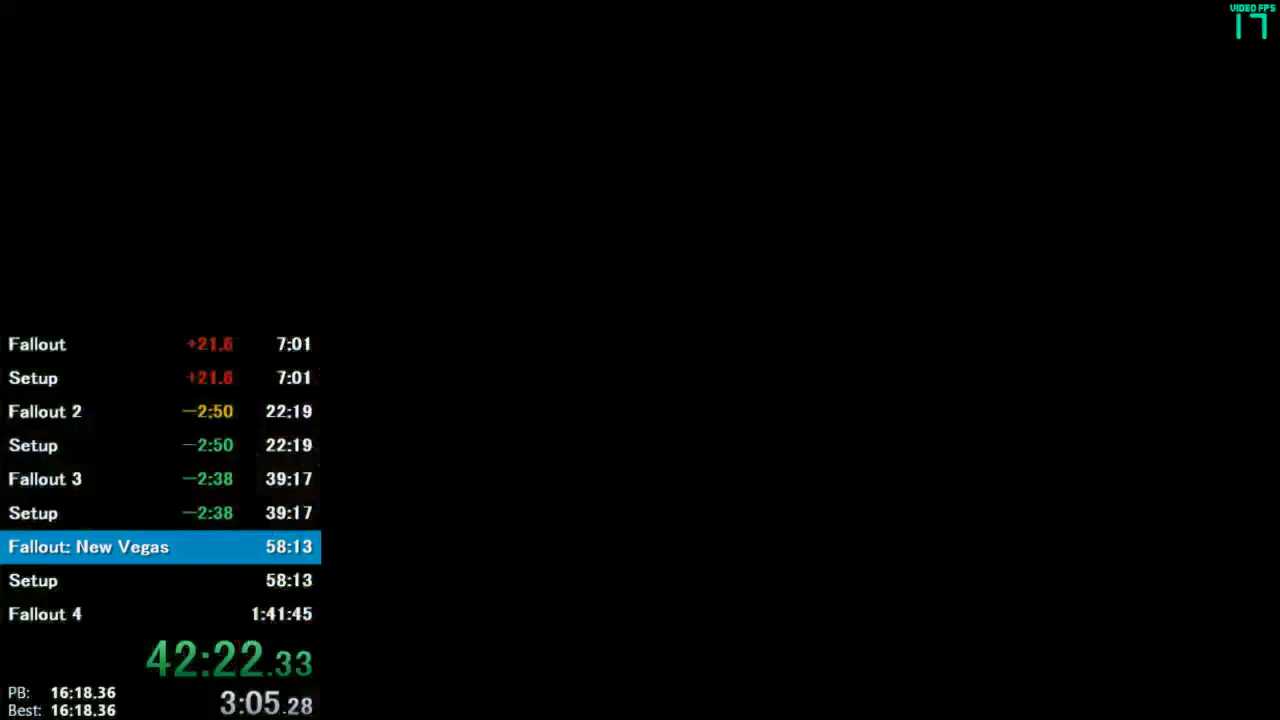 VIDEO FPS
17
Fallout +21.6 7:01
Setup +21.6 7:01
Fallout 2 −2:50 22:19
Setup −2:50 22:19
Fallout 3 −2:38 39:17
Setup −2:38 39:17
Fallout: New Vegas 58:13
Setup 58:13
Fallout 4 1:41:45
42:22.33
PB: 16:18.36
Best: 16:18.36
3:05.28